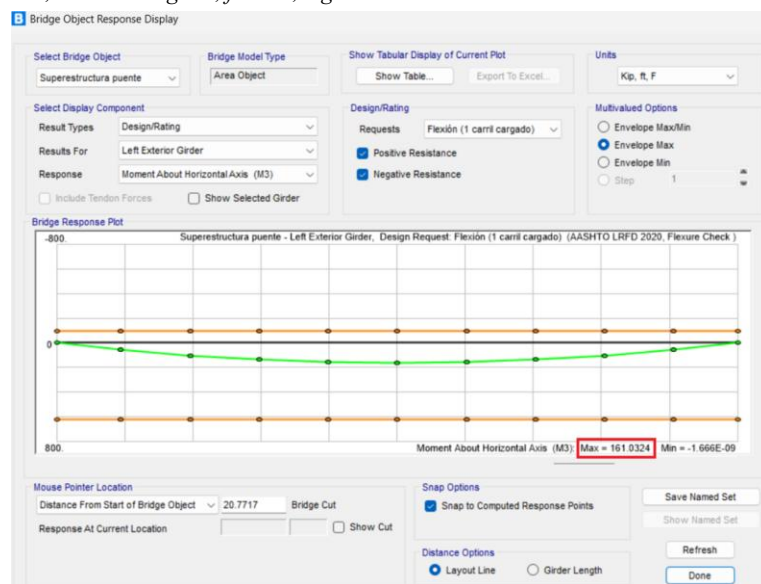 Bridge Object Response Display
Select Bridge Object
Superestructura puente
Bridge Model Type
Area Object
Show Tabular Display of Current Plot
Show Table...
Export To Excel...
Units
Kip, ft, F
Select Display Component
Result Types
Design/Rating
Results For
Left Exterior Girder
Response
Moment About Horizontal Axis (M3)
Include Tendon Forces
Show Selected Girder
Design/Rating
Requests
Flexión (1 carril cargado)
Positive Resistance
Negative Resistance
Multivalued Options
Envelope Max/Min
Envelope Max
Envelope Min
Step
1
Bridge Response Plot
-800.
Superestructura puente - Left Exterior Girder, Design Request: Flexión (1 carril cargado) (AASHTO LRFD 2020, Flexure Check )
0
800.
Moment About Horizontal Axis (M3): Max = 161.0324 Min = -1.666E-09
Mouse Pointer Location
Distance From Start of Bridge Object
20.7717
Bridge Cut
Response At Current Location
Show Cut
Snap Options
Snap to Computed Response Points
Distance Options
Layout Line
Girder Length
Save Named Set
Show Named Set
Refresh
Done